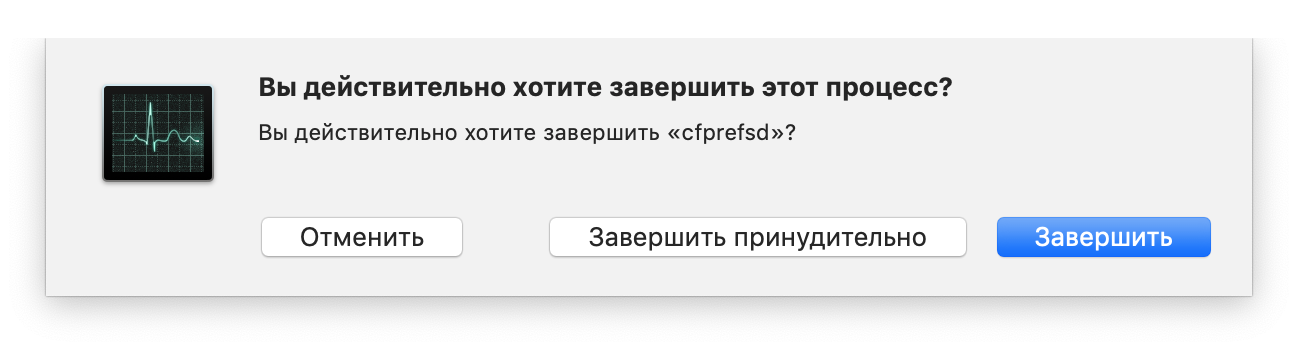 Вы действительно хотите завершить этот процесс?
Вы действительно хотите завершить «cfprefsd»?
Отменить
Завершить принудительно
Завершить